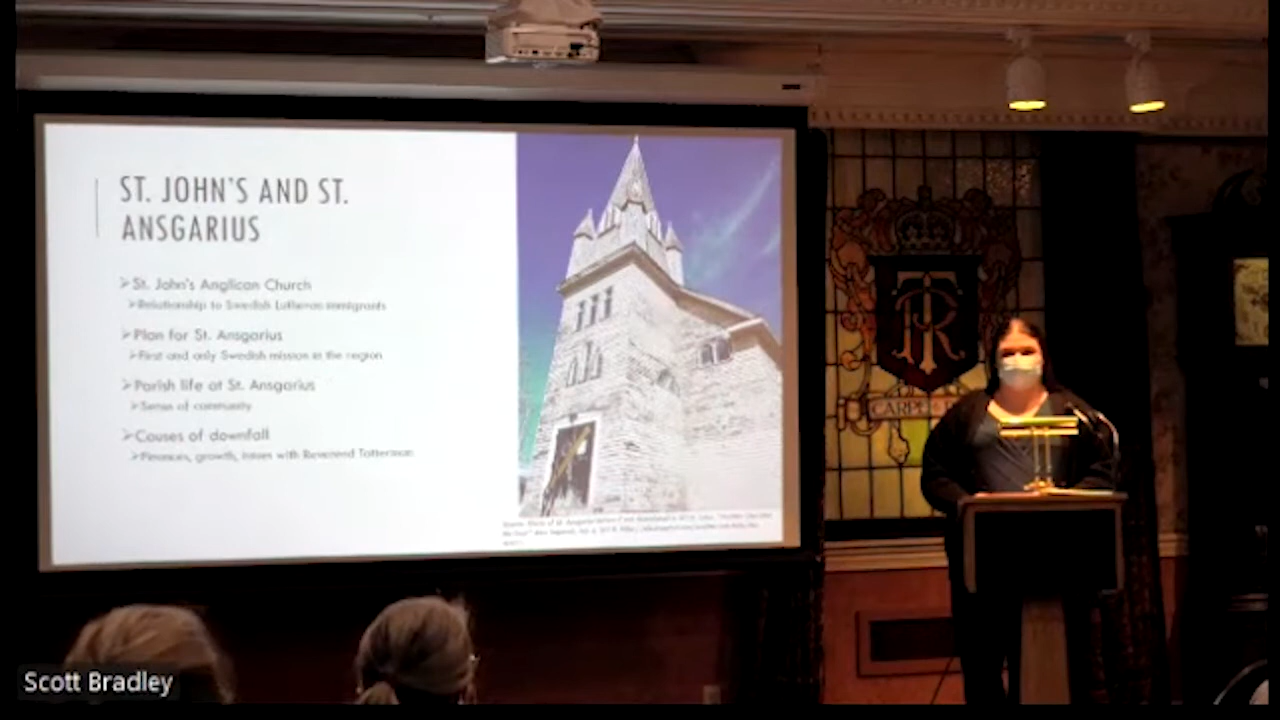 ST. JOHN'S AND ST.
ANSGARIUS
➢St. John's Anglican Church
➢Relationship to Swedish Lutheran immigrants
➢Plan for St. Ansgarius
➢First and only Swedish mission in the region
➢Parish life at St. Ansgarius
➢Sense of community
➢Causes of downfall
➢Finances, growth, issues with Reverend
TR
Scott Bradley